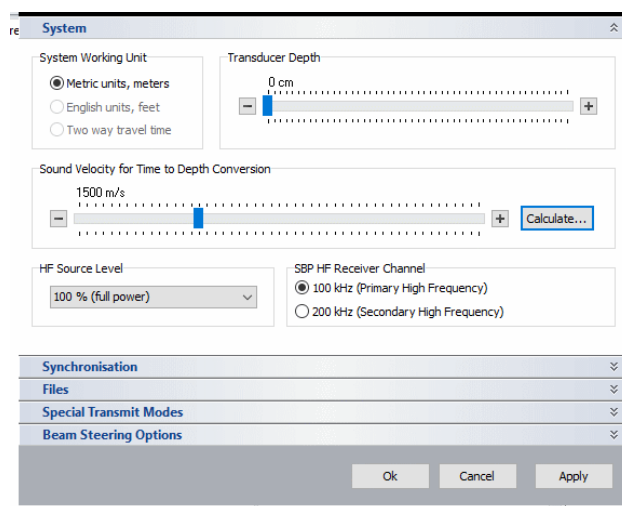 re
System
System Working Unit
Metric units, meters
English units, feet
Two way travel time
Transducer Depth
0 cm
Sound Velocity for Time to Depth Conversion
1500 m/s
Calculate...
HF Source Level
100 % (full power)
SBP HF Receiver Channel
100 kHz (Primary High Frequency)
200 kHz (Secondary High Frequency)
Synchronisation
Files
Special Transmit Modes
Beam Steering Options
Ok Cancel Apply